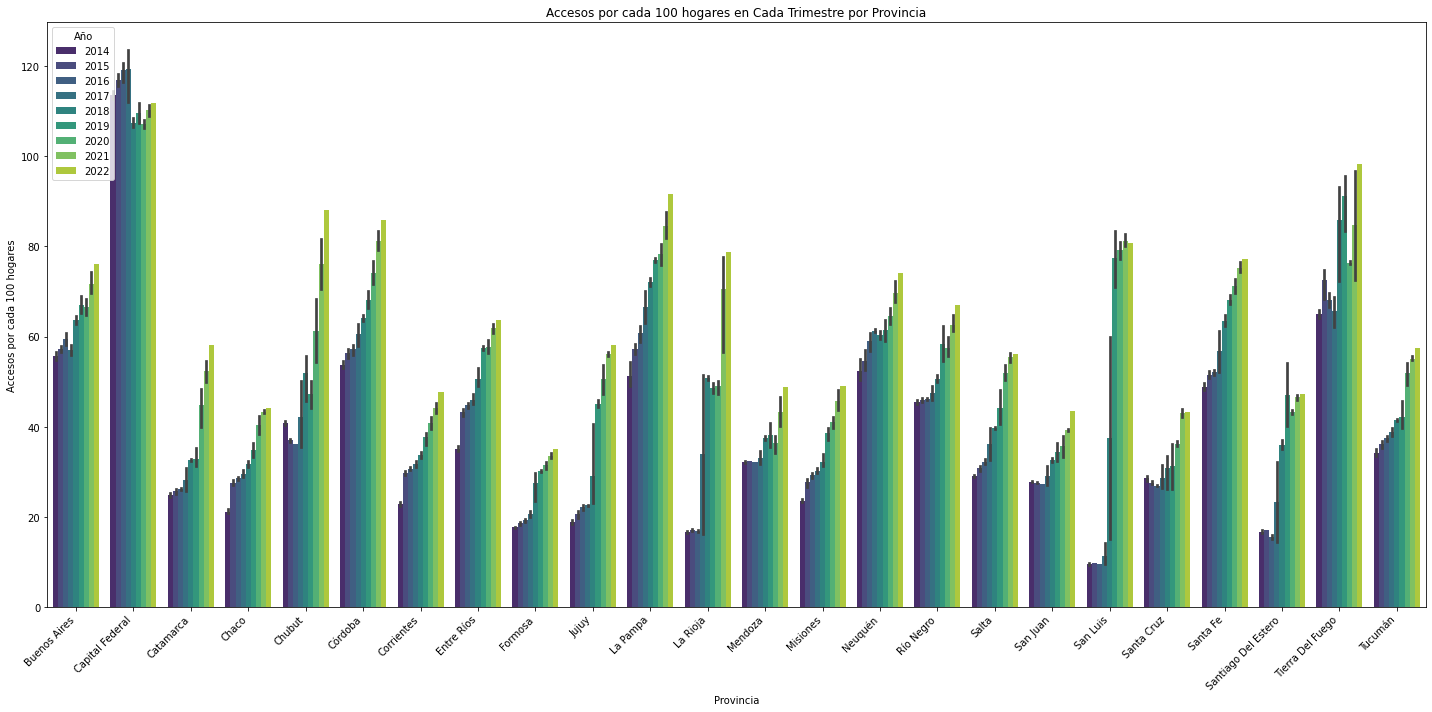 Accesos por cada 100 hogares en Cada Trimestre por Provincia
Año
2014
2015
2016
2017
2018
2019
2020
2021
2022
Accesos por cada 100 hogares
120
100
80
60
40
20
0
Buenos Aires
Capital Federal
Catamarca
Chaco
Chubut
Córdoba
Corrientes
Entre Ríos
Formosa
Jujuy
La Pampa
La Rioja
Mendoza
Misiones
Neuquén
Río Negro
Salta
San Juan
San Luis
Santa Cruz
Santa Fe
Santiago Del Estero
Tierra Del Fuego
Tucumán
Provincia